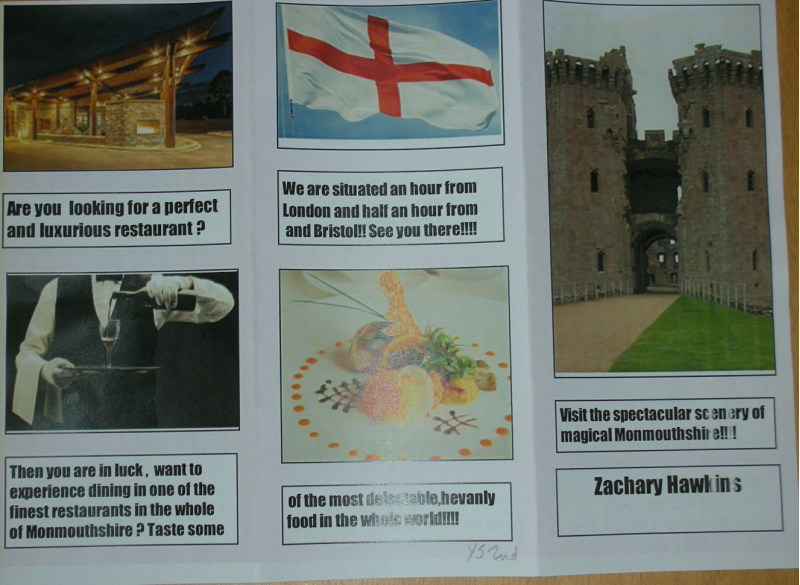 Are you looking for a perfect
and luxurious restaurant ?
Then you are in luck , want to
experience dining in one of the
finest restaurants in the whole
of Monmouthshire ? Taste some
We are situated an hour from
London and half an hour from
and Bristol!! See you there!!!!
of the most delectable,hevanly
food in the whole world!!!!
Visit the spectacular scenery of
magical Monmouthshire!!!!
Zachary Hawkins